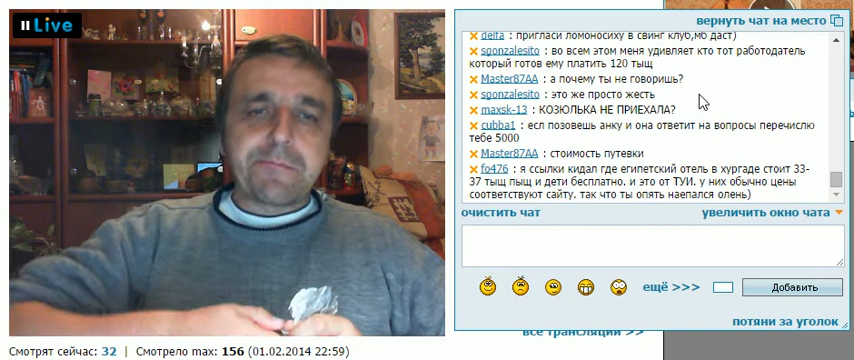 Live
вернуть чат на место
delfa : пригласи ломоносиху в свинг клуб,мб даст)
sgonzalesito : во всем этом меня удивляет кто тот работодатель
который готов ему платить 120 тыщ
Master87AA : а почему ты не говоришь?
sgonzalesito : это же просто жесть
maxsk-13 : КОЗЮЛЬКА НЕ ПРИЕХАЛА?
cubba1 : есл позовешь анку и она ответит на вопросы перечислю
тебе 5000
Master87AA : стоимость путевки
fo476 : я ссылки кидал где египетский отель в хургаде стоит 33-
37 тыщ пыщ и дети бесплатно. и это от ТУИ. у них обычно цены
соответствуют сайту. так что ты опять наепался олень)
очистить чат
увеличить окно чата
ещё >>>
Добавить
потяни за уголок
все трансляции >>
Смотрят сейчас: 32 | Смотрело max: 156 (01.02.2014 22:59)